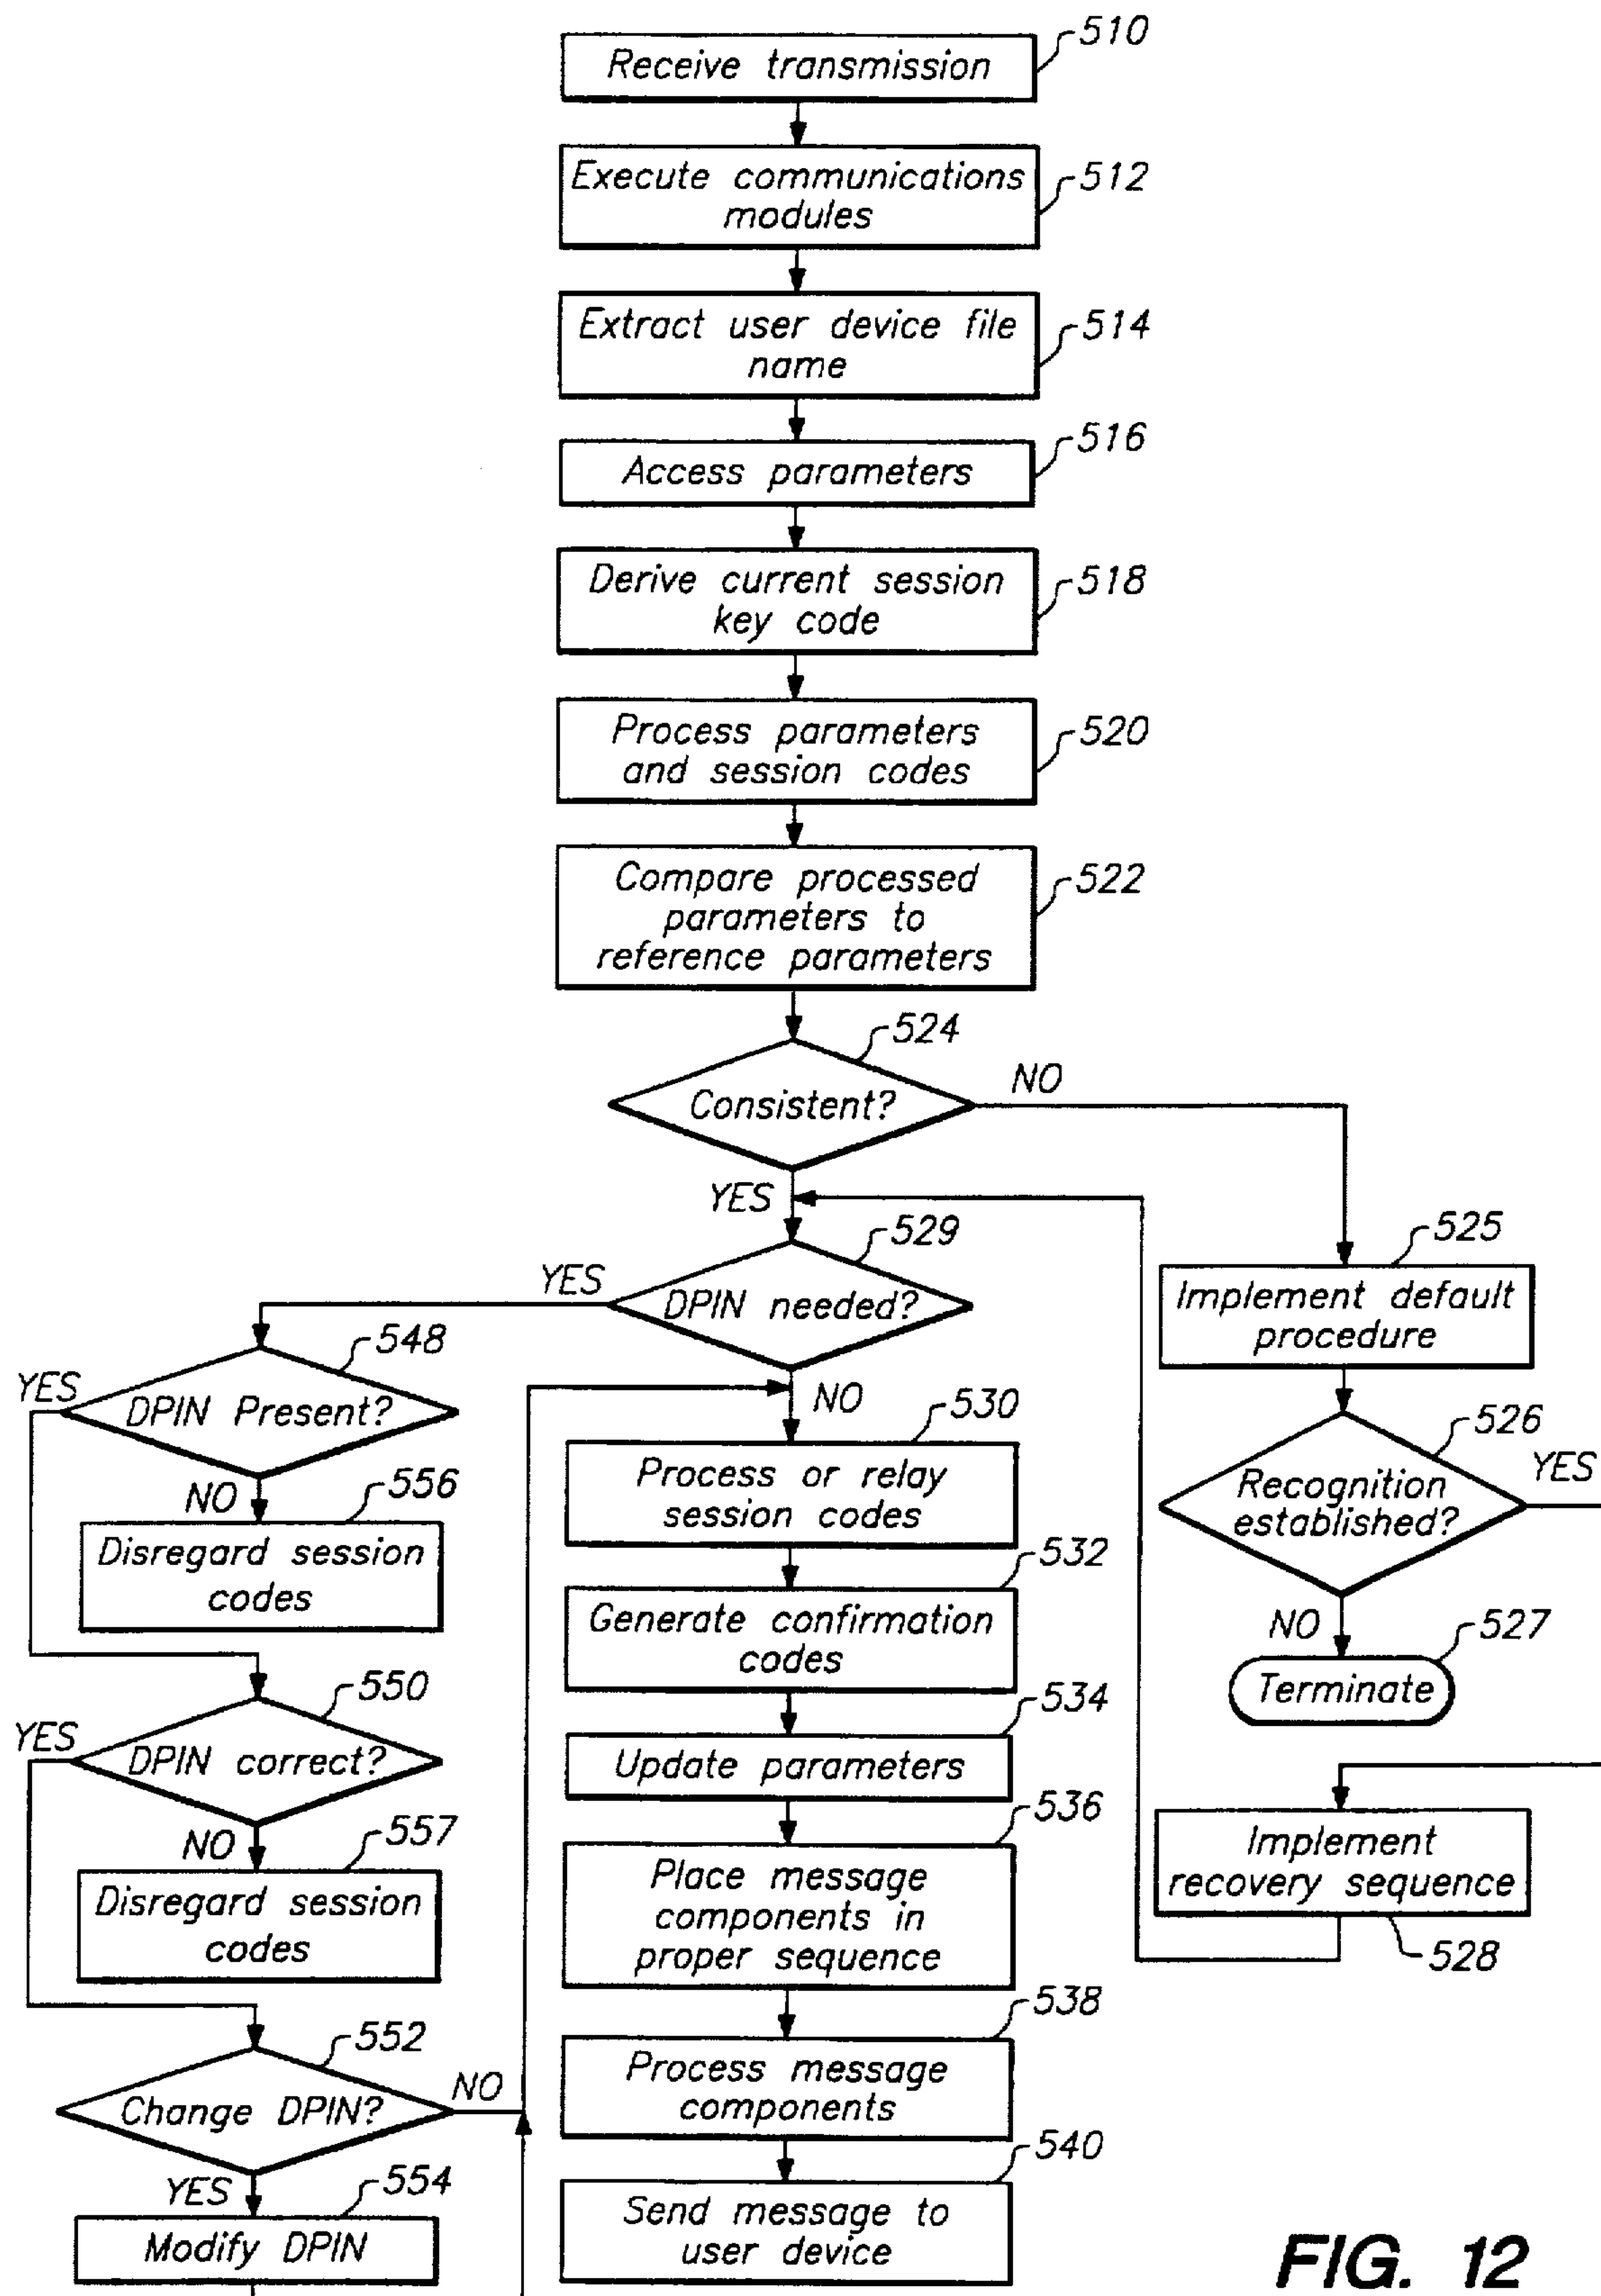 510
Receive transmission
512
Execute communications
modules
514
Extract user device file
name
516
Access parameters
518
Derive current session
key code
520
Process parameters
and session codes
522
Compare processed
parameters to
reference parameters
524
Consistent?
NO
YES
529
DPIN needed?
YES
NO
525
Implement default
procedure
526
Recognition
established?
YES
NO
527
Terminate
Implement
recovery sequence
528
548
DPIN Present?
YES
NO
556
Disregard session
codes
550
DPIN correct?
YES
NO
557
Disregard session
codes
552
Change DPIN?
NO
YES
554
Modify DPIN
530
Process or relay
session codes
532
Generate confirmation
codes
534
Update parameters
536
Place message
components in
proper sequence
538
Process message
components
540
Send message to
user device
FIG. 12